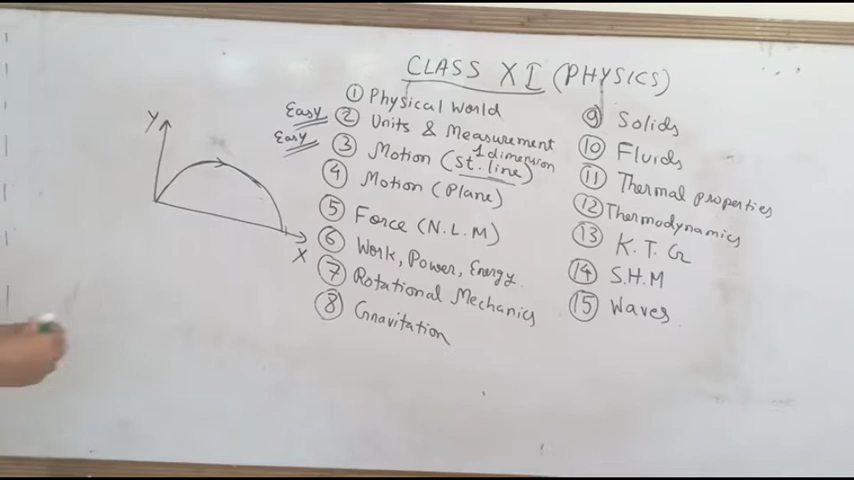 CLASS XI (PHYSICS)
① Physical World
Easy ② Units & Measurement
Easy ③ Motion (St. line) 1 dimension
④ Motion (Plane)
⑤ Force (N.L.M)
⑥ Work, Power, Energy
⑦ Rotational Mechanics
⑧ Gravitation
⑨ Solids
⑩ Fluids
⑪ Thermal properties
⑫ Thermodynamics
⑬ K.T.G
⑭ S.H.M
⑮ Waves
Y
X